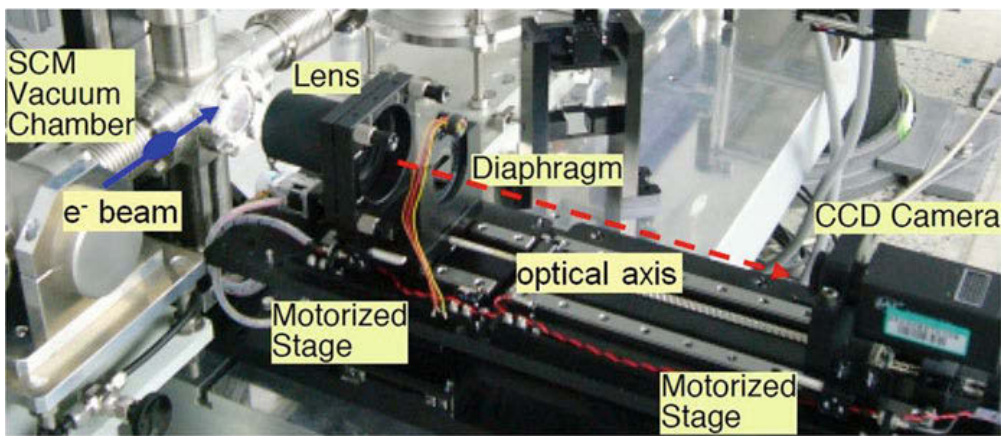 SCM
Vacuum
Chamber
Lens
e- beam
Diaphragm
CCD Camera
optical axis
Motorized
Stage
Motorized
Stage